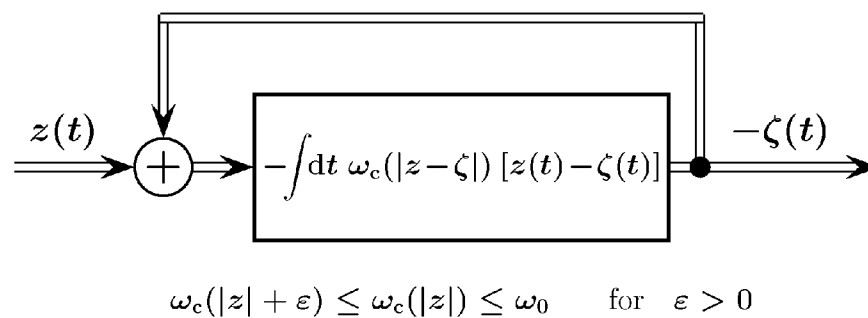 z(t)
−ζ(t)
+
−∫dt ω_c(|z−ζ|) [z(t)−ζ(t)]
ω_c(|z| + ε) ≤ ω_c(|z|) ≤ ω_0 for ε > 0